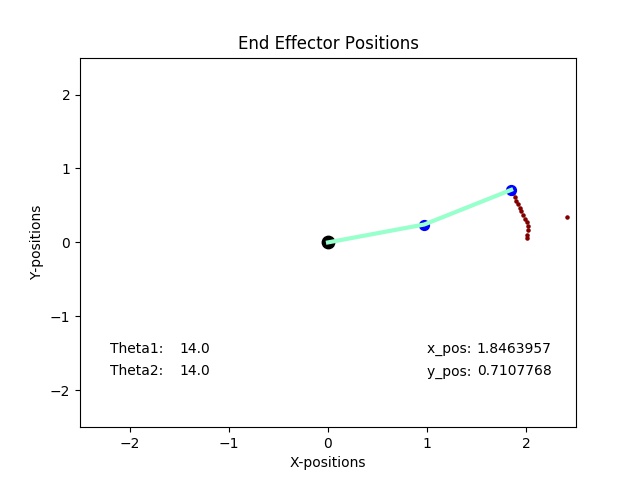 End Effector Positions
Y-positions
2
1
0
−1
−2
Theta1: 14.0
Theta2: 14.0
x_pos: 1.8463957
y_pos: 0.7107768
−2 −1 0 1 2
X-positions